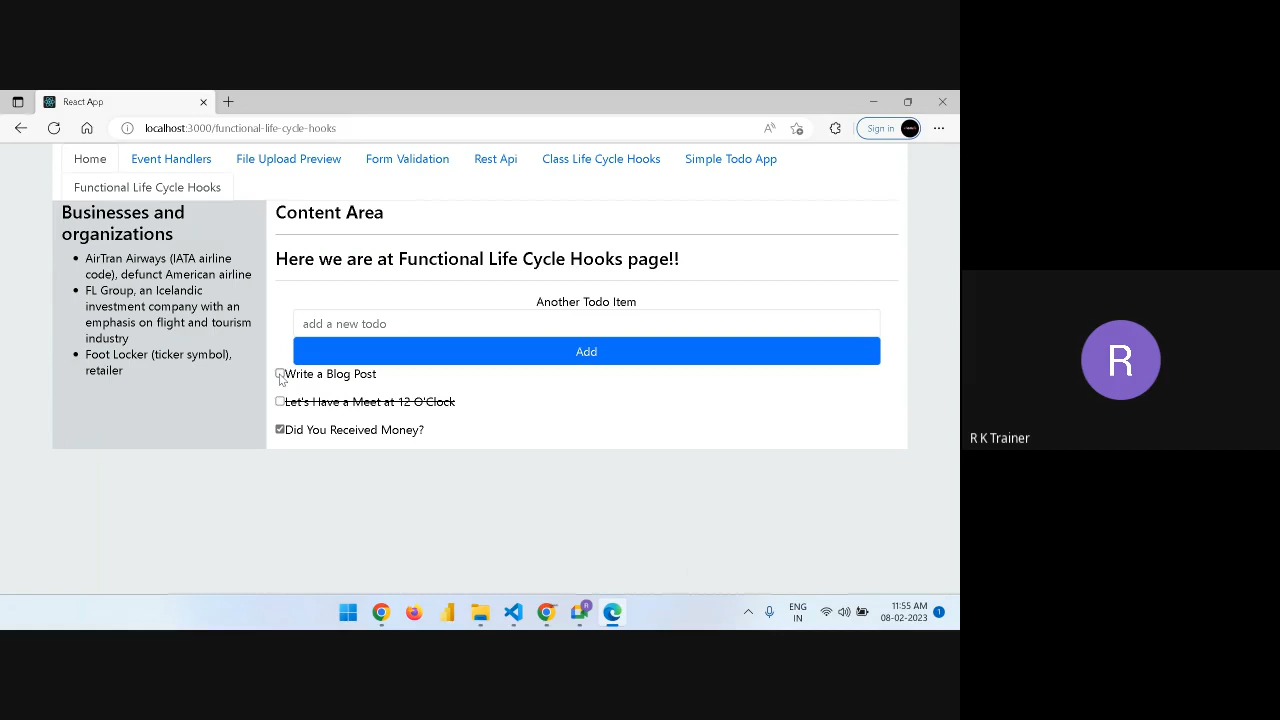 React App
localhost:3000/functional-life-cycle-hooks
Sign in
Home Event Handlers File Upload Preview Form Validation Rest Api Class Life Cycle Hooks Simple Todo App
Functional Life Cycle Hooks
Businesses and
organizations
AirTran Airways (IATA airline
code), defunct American airline
FL Group, an Icelandic
investment company with an
emphasis on flight and tourism
industry
Foot Locker (ticker symbol),
retailer
Content Area
Here we are at Functional Life Cycle Hooks page!!
Another Todo Item
add a new todo
Add
Write a Blog Post
Let's Have a Meet at 12 O'Clock
Did You Received Money?
R
R K Trainer
ENG
IN
11:55 AM
08-02-2023
1